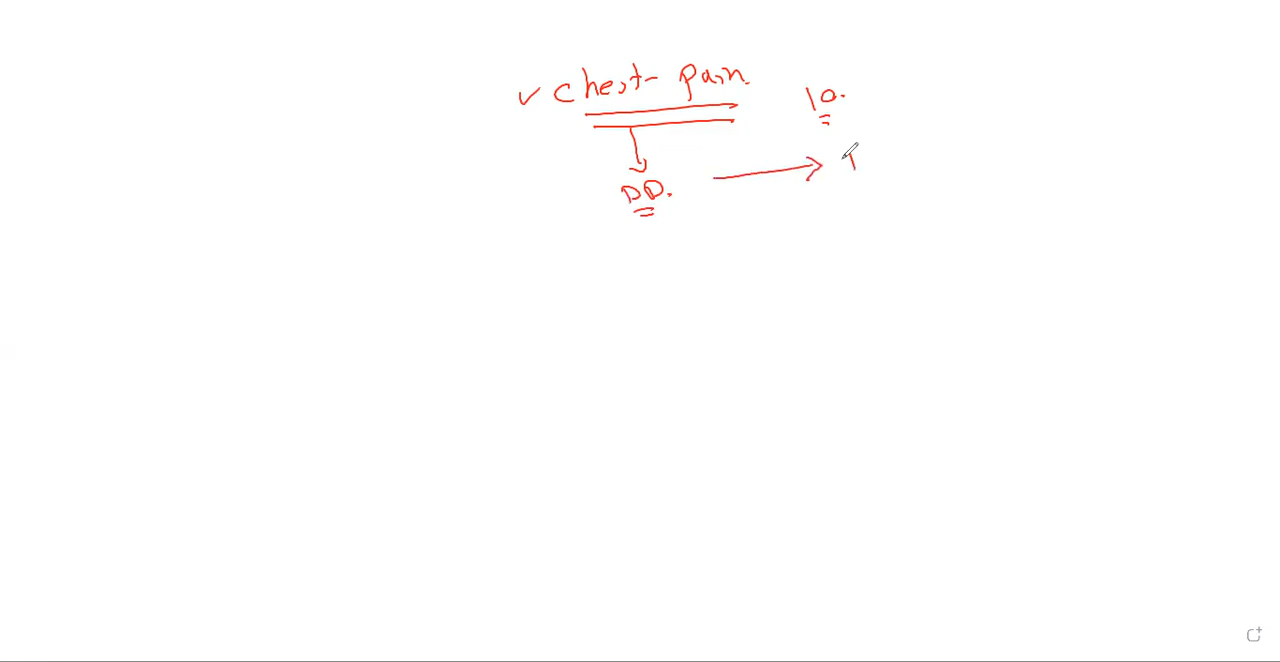 ✓ Chest pain.
10.
DD. →